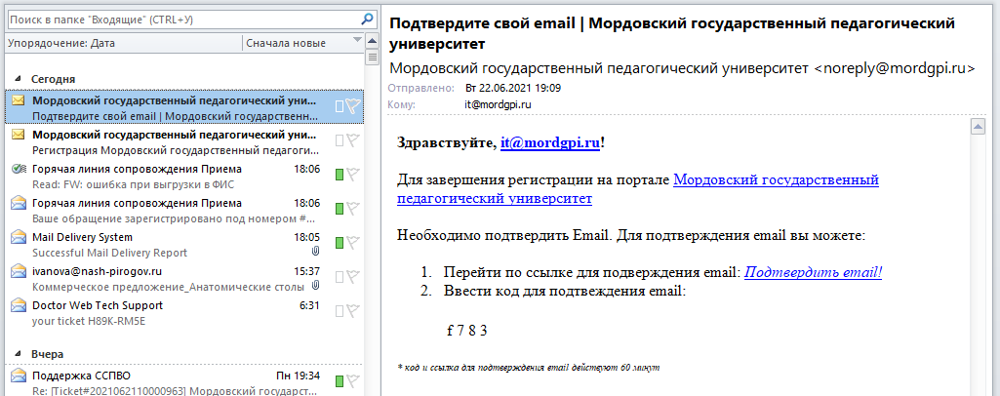 Поиск в папке "Входящие" (CTRL+У)
Упорядочение: Дата Сначала новые
Сегодня
Мордовский государственный педагогический уни...
Подтвердите свой email | Мордовский государственн...
Мордовский государственный педагогический уни...
Регистрация Мордовский государственный педагоги...
Горячая линия сопровождения Приема 18:06
Read: FW: ошибка при выгрузки в ФИС
Горячая линия сопровождения Приема 18:06
Ваше обращение зарегистрировано под номером #...
Mail Delivery System 18:05
Successful Mail Delivery Report
ivanova@nash-pirogov.ru 15:37
Коммерческое предложение_Анатомические столы
Doctor Web Tech Support 6:31
your ticket H89K-RM5E
Вчера
Поддержка ССПВО Пн 19:34
Re: [Ticket#2021062110000963] Мордовский государст...
Подтвердите свой email | Мордовский государственный педагогический
университет
Мордовский государственный педагогический университет <noreply@mordgpi.ru>
Отправлено: Вт 22.06.2021 19:09
Кому: it@mordgpi.ru
Здравствуйте, it@mordgpi.ru!
Для завершения регистрации на портале Мордовский государственный
педагогический университет
Необходимо подтвердить Email. Для подтверждения email вы можете:
1. Перейти по ссылке для подверждения email: Подтвердить email!
2. Ввести код для подтвеждения email:
f 7 8 3
* код и ссылка для подтверждения email действуют 60 минут